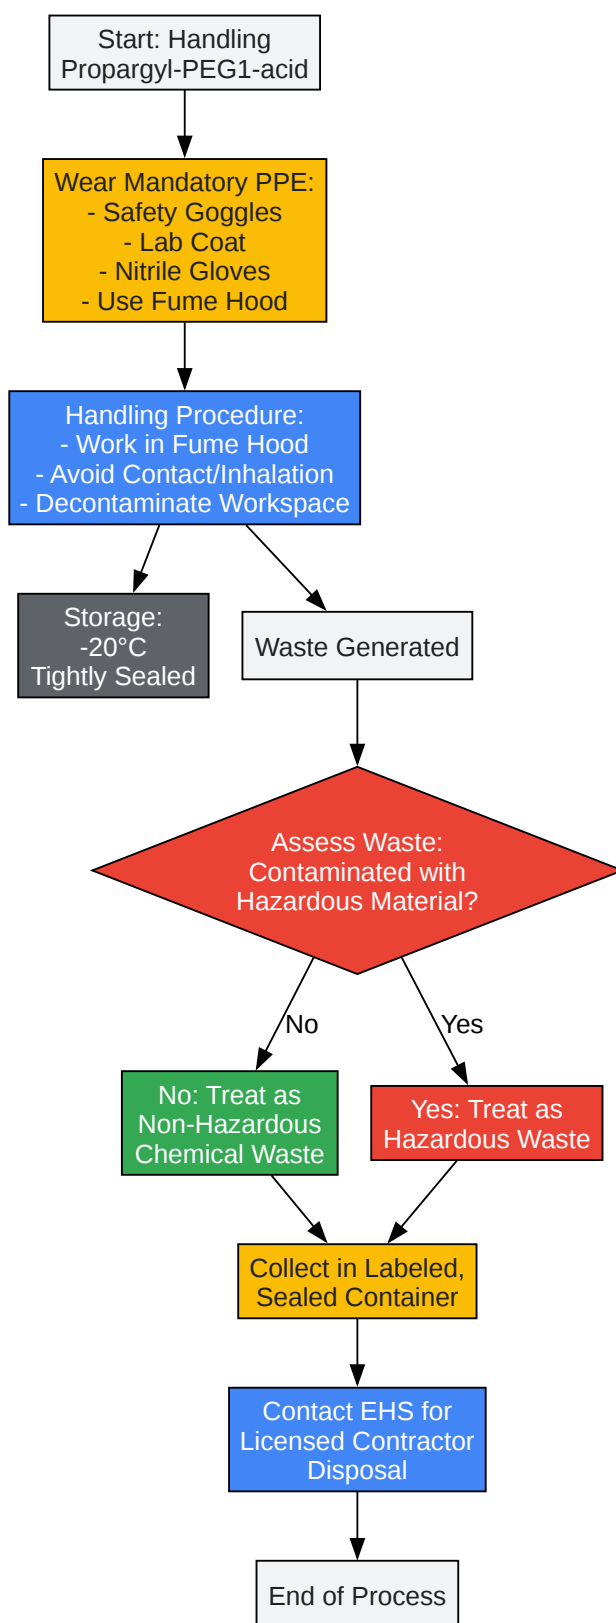 Start: Handling
Propargyl-PEG1-acid
Wear Mandatory PPE:
- Safety Goggles
- Lab Coat
- Nitrile Gloves
- Use Fume Hood
Handling Procedure:
- Work in Fume Hood
- Avoid Contact/Inhalation
- Decontaminate Workspace
Storage:
-20°C
Tightly Sealed
Waste Generated
Assess Waste:
Contaminated with
Hazardous Material?
No
Yes
No: Treat as
Non-Hazardous
Chemical Waste
Yes: Treat as
Hazardous Waste
Collect in Labeled,
Sealed Container
Contact EHS for
Licensed Contractor
Disposal
End of Process